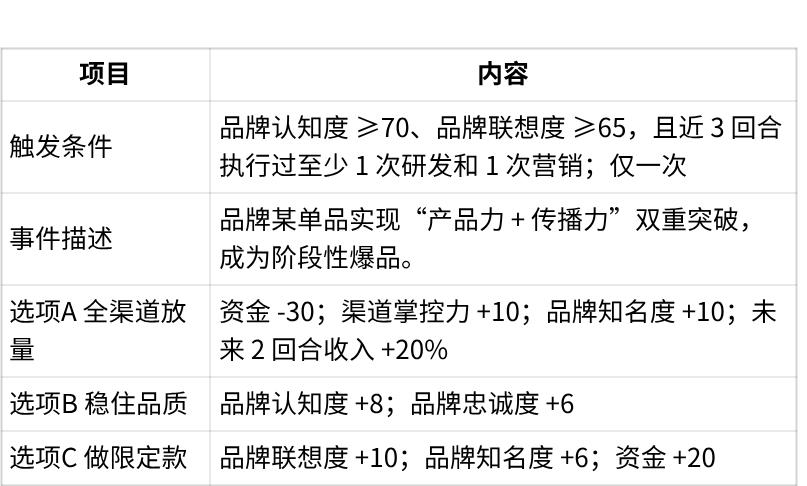 项目
内容
触发条件
品牌认知度 ≥70、品牌联想度 ≥65，且近 3 回合
执行过至少 1 次研发和 1 次营销；仅一次
事件描述
品牌某单品实现“产品力 + 传播力”双重突破，
成为阶段性爆品。
选项A 全渠道放
量
资金 -30；渠道掌控力 +10；品牌知名度 +10；未
来 2 回合收入 +20%
选项B 稳住品质
品牌认知度 +8；品牌忠诚度 +6
选项C 做限定款
品牌联想度 +10；品牌知名度 +6；资金 +20